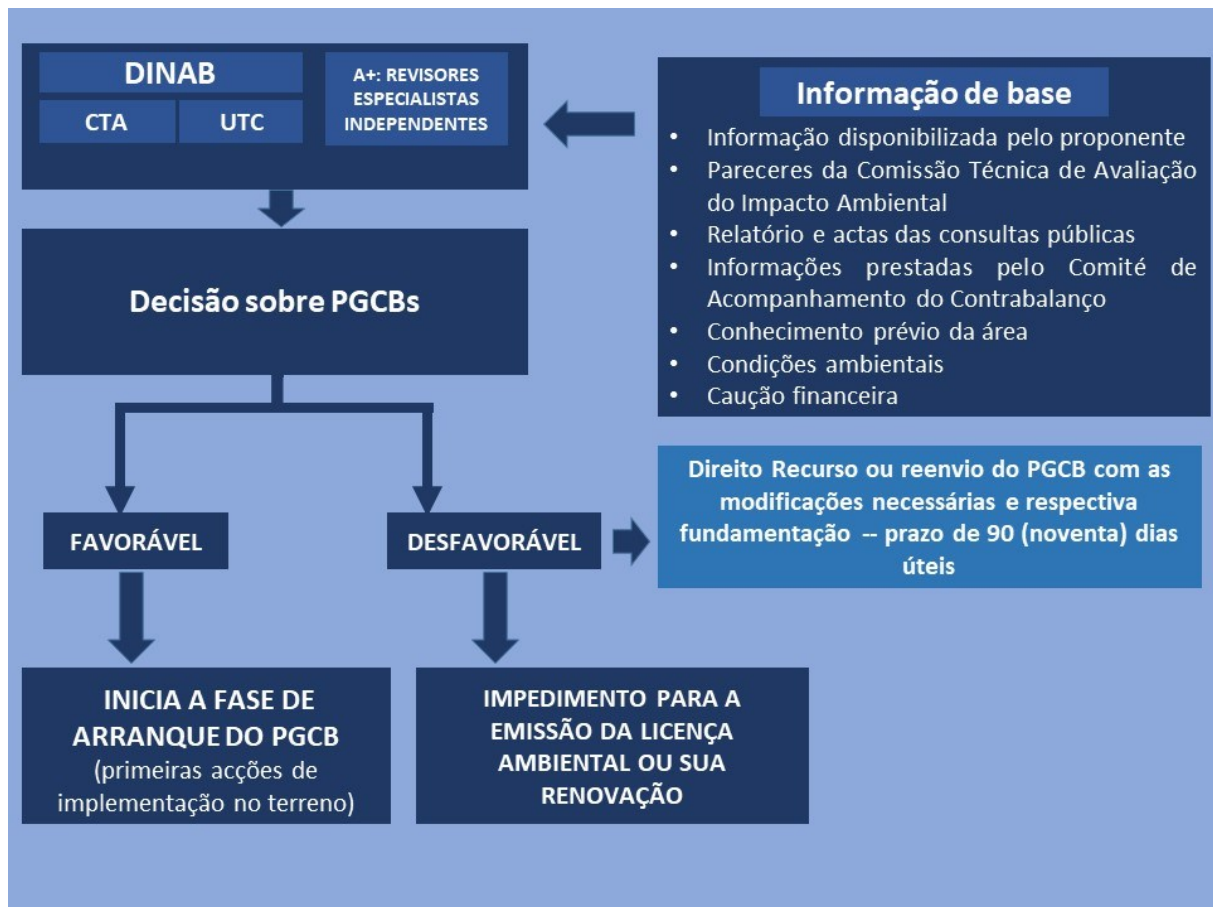 DINAB
CTA
UTC
A+: REVISORES
ESPECIALISTAS
INDEPENDENTES
Informação de base
• Informação disponibilizada pelo proponente
• Pareceres da Comissão Técnica de Avaliação
do Impacto Ambiental
• Relatório e actas das consultas públicas
• Informações prestadas pelo Comité de
Acompanhamento do Contrabalanço
• Conhecimento prévio da área
• Condições ambientais
• Caução financeira
Decisão sobre PGCBs
FAVORÁVEL
DESFAVORÁVEL
Direito Recurso ou reenvio do PGCB com as
modificações necessárias e respectiva
fundamentação -- prazo de 90 (noventa) dias
úteis
INICIA A FASE DE
ARRANQUE DO PGCB
(primeiras acções de
implementação no terreno)
IMPEDIMENTO PARA A
EMISSÃO DA LICENÇA
AMBIENTAL OU SUA
RENOVAÇÃO